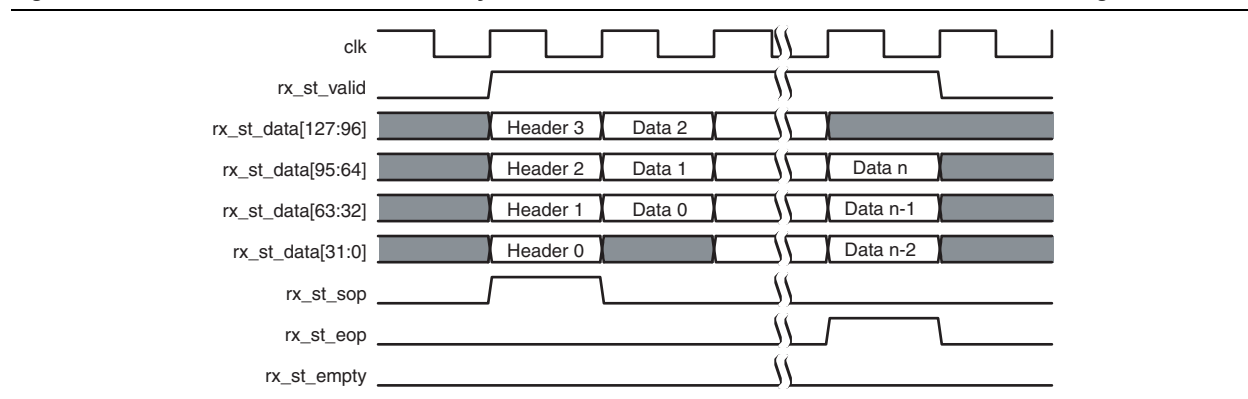 clk
rx_st_valid
rx_st_data[127:96] Header 3 Data 2
rx_st_data[95:64] Header 2 Data 1 Data n
rx_st_data[63:32] Header 1 Data 0 Data n-1
rx_st_data[31:0] Header 0 Data n-2
rx_st_sop
rx_st_eop
rx_st_empty